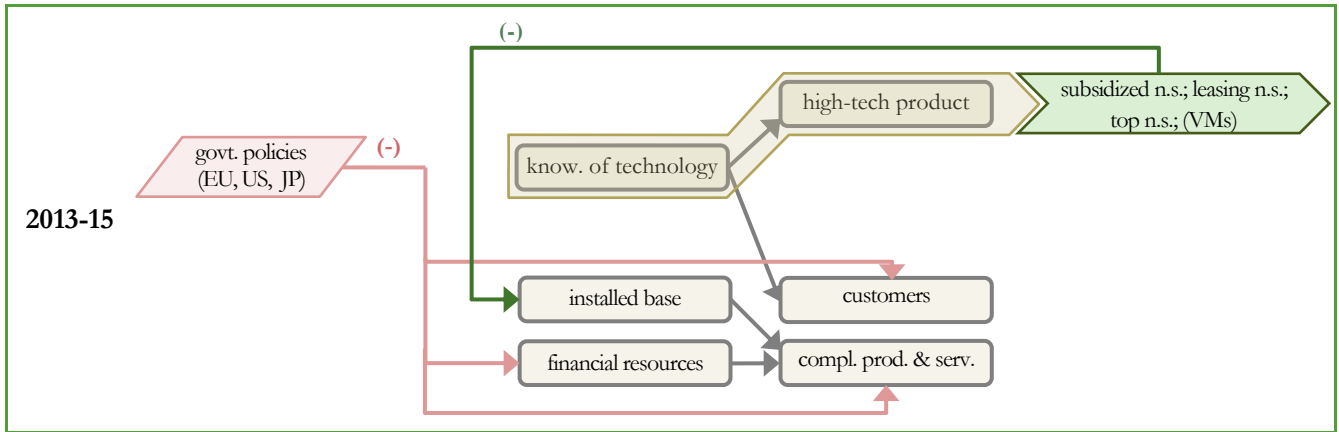 (-)
high-tech product
subsidized n.s.; leasing n.s.;
top n.s.; (VMs)
govt. policies
(EU, US, JP)
(-)
know. of technology
2013-15
installed base
customers
financial resources
compl. prod. & serv.